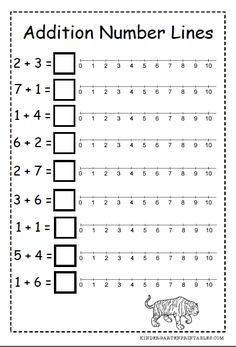 Addition Number Lines
2 + 3 = 0 1 2 3 4 5 6 7 8 9 10
7 + 1 = 0 1 2 3 4 5 6 7 8 9 10
1 + 4 = 0 1 2 3 4 5 6 7 8 9 10
6 + 2 = 0 1 2 3 4 5 6 7 8 9 10
2 + 7 = 0 1 2 3 4 5 6 7 8 9 10
3 + 6 = 0 1 2 3 4 5 6 7 8 9 10
1 + 1 = 0 1 2 3 4 5 6 7 8 9 10
5 + 4 = 0 1 2 3 4 5 6 7 8 9 10
1 + 6 = 0 1 2 3 4 5 6 7 8 9 10
KINDERGARTENPRINTABLES.COM